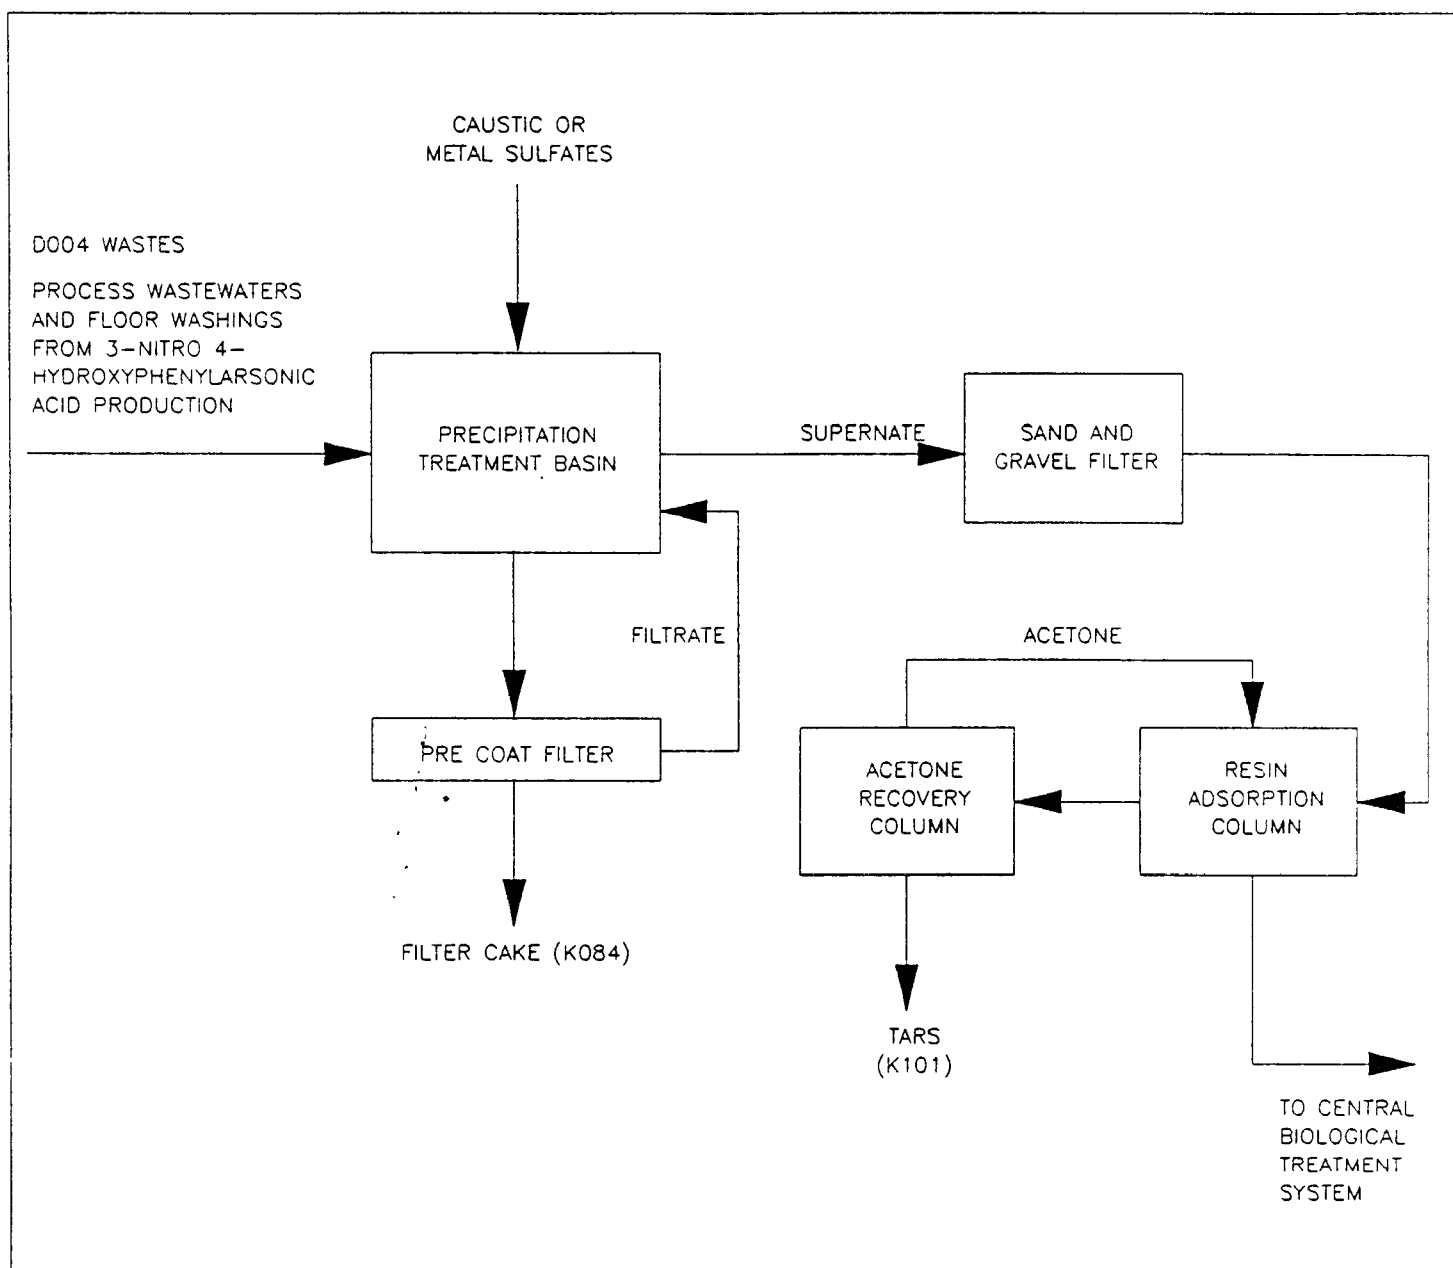 CAUSTIC OR
METAL SULFATES
D004 WASTES
PROCESS WASTEWATERS
AND FLOOR WASHINGS
FROM 3-NITRO 4-
HYDROXYPHENYLARSONIC
ACID PRODUCTION
PRECIPITATION
TREATMENT BASIN
SUPERNATE
SAND AND
GRAVEL FILTER
FILTRATE
ACETONE
PRE COAT FILTER
ACETONE
RECOVERY
COLUMN
RESIN
ADSORPTION
COLUMN
FILTER CAKE (K084)
TARS
(K101)
TO CENTRAL
BIOLOGICAL
TREATMENT
SYSTEM